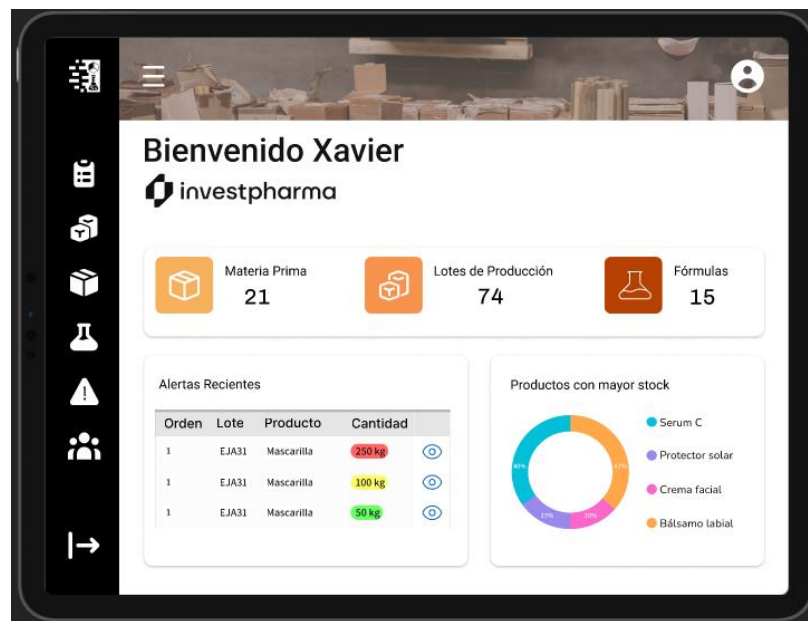 Bienvenido Xavier
investpharma
Materia Prima
21
Lotes de Producción
74
Fórmulas
15
Alertas Recientes
Orden Lote Producto Cantidad
1 EJA31 Mascarilla 250 kg
1 EJA31 Mascarilla 100 kg
1 EJA31 Mascarilla 50 kg
Productos con mayor stock
Serum C
Protector solar
Crema facial
Bálsamo labial